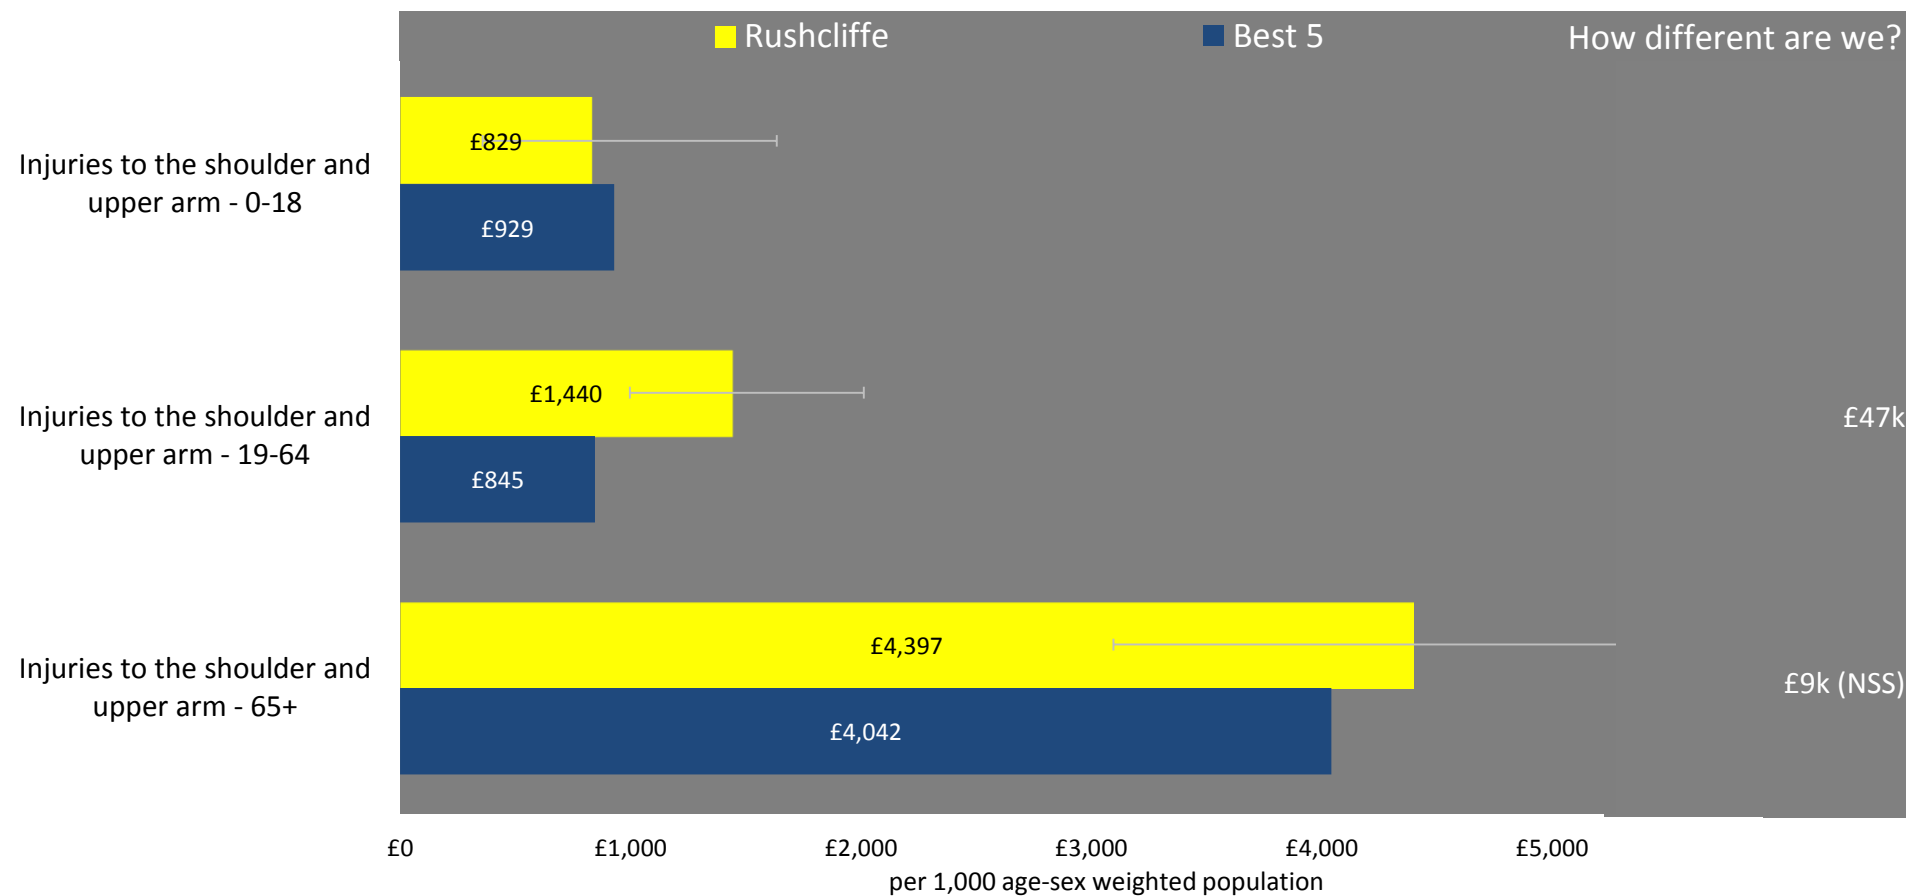 Rushcliffe
Best 5
How different are we?
Injuries to the shoulder and
upper arm - 0-18
£829
£929
Injuries to the shoulder and
upper arm - 19-64
£1,440
£845
£47k
Injuries to the shoulder and
upper arm - 65+
£4,397
£4,042
£9k (NSS)
£0 £1,000 £2,000 £3,000 £4,000 £5,000
per 1,000 age-sex weighted population